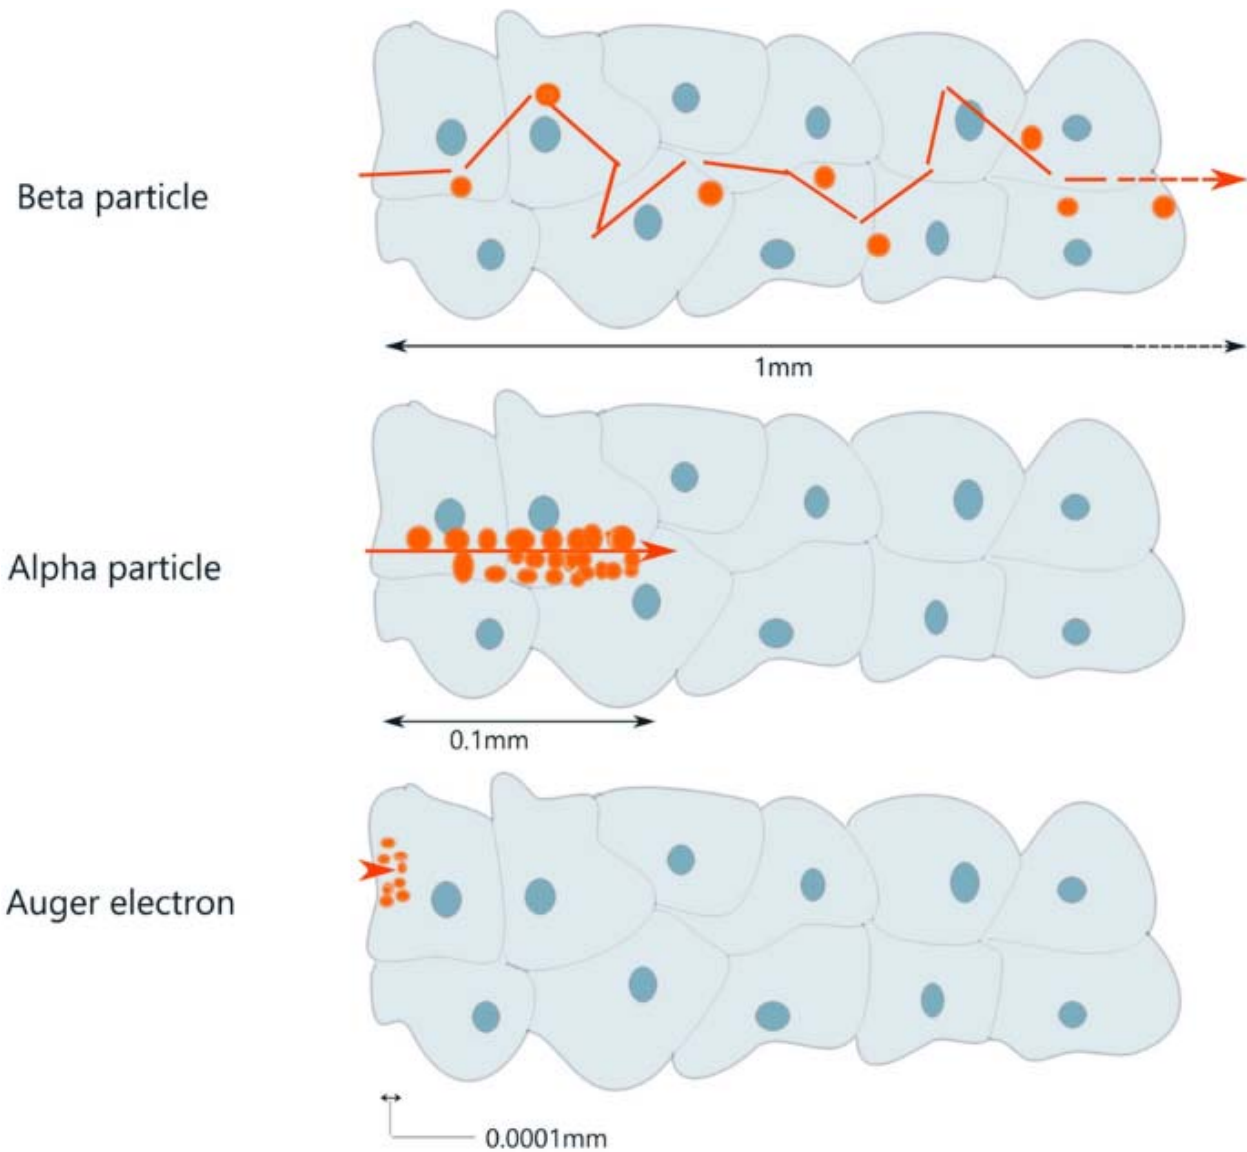 Beta particle
1mm
Alpha particle
0.1mm
Auger electron
0.0001mm